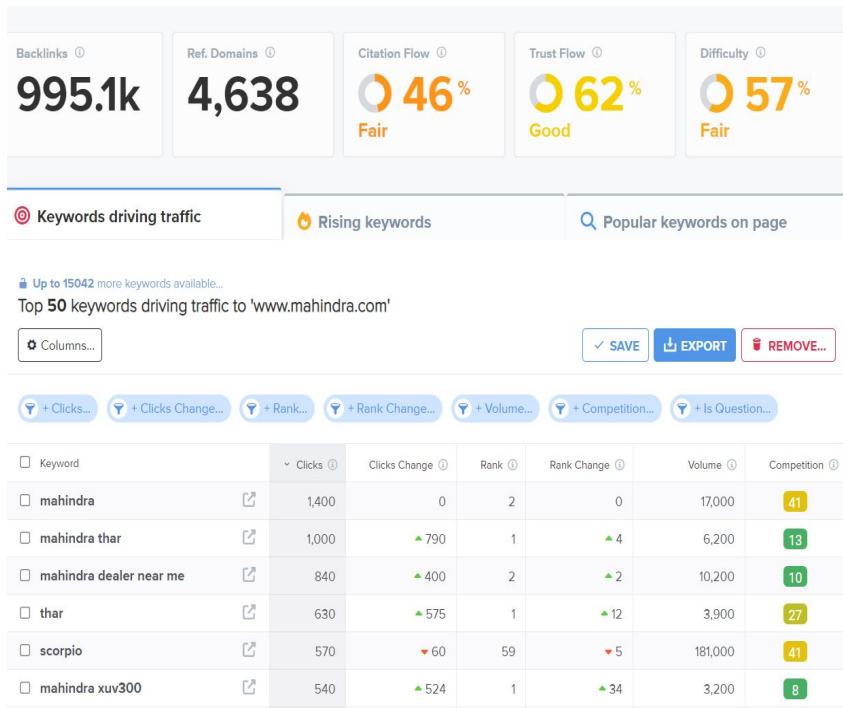 Backlinks Ref. Domains Citation Flow Trust Flow Difficulty
995.1k 4,638 46% 62% 57%
Fair Good Fair
Keywords driving traffic Rising keywords Popular keywords on page
Up to 15042 more keywords available...
Top 50 keywords driving traffic to 'www.mahindra.com'
Columns... SAVE EXPORT REMOVE...
+ Clicks... + Clicks Change... + Rank... + Rank Change... + Volume... + Competition... + Is Question...
Keyword Clicks Clicks Change Rank Rank Change Volume Competition
mahindra 1,400 0 2 0 17,000 41
mahindra thar 1,000 790 1 4 6,200 13
mahindra dealer near me 840 400 2 2 10,200 10
thar 630 575 1 12 3,900 27
scorpio 570 60 59 5 181,000 41
mahindra xuv300 540 524 1 34 3,200 8